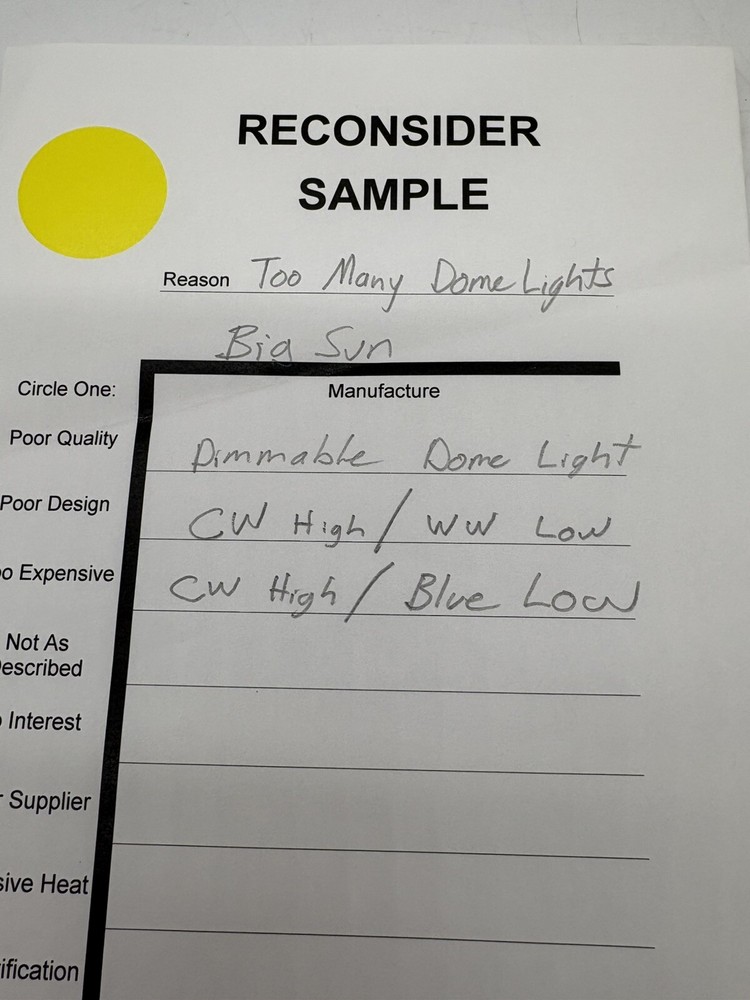 RECONSIDER
SAMPLE
Reason Too Many Dome Lights
Big Sun
Circle One:
Manufacture
Poor Quality
Dimmable Dome Light
Poor Design
CW High / WW Low
o Expensive
CW High / Blue Low
Not As
escribed
Interest
Supplier
sive Heat
ification